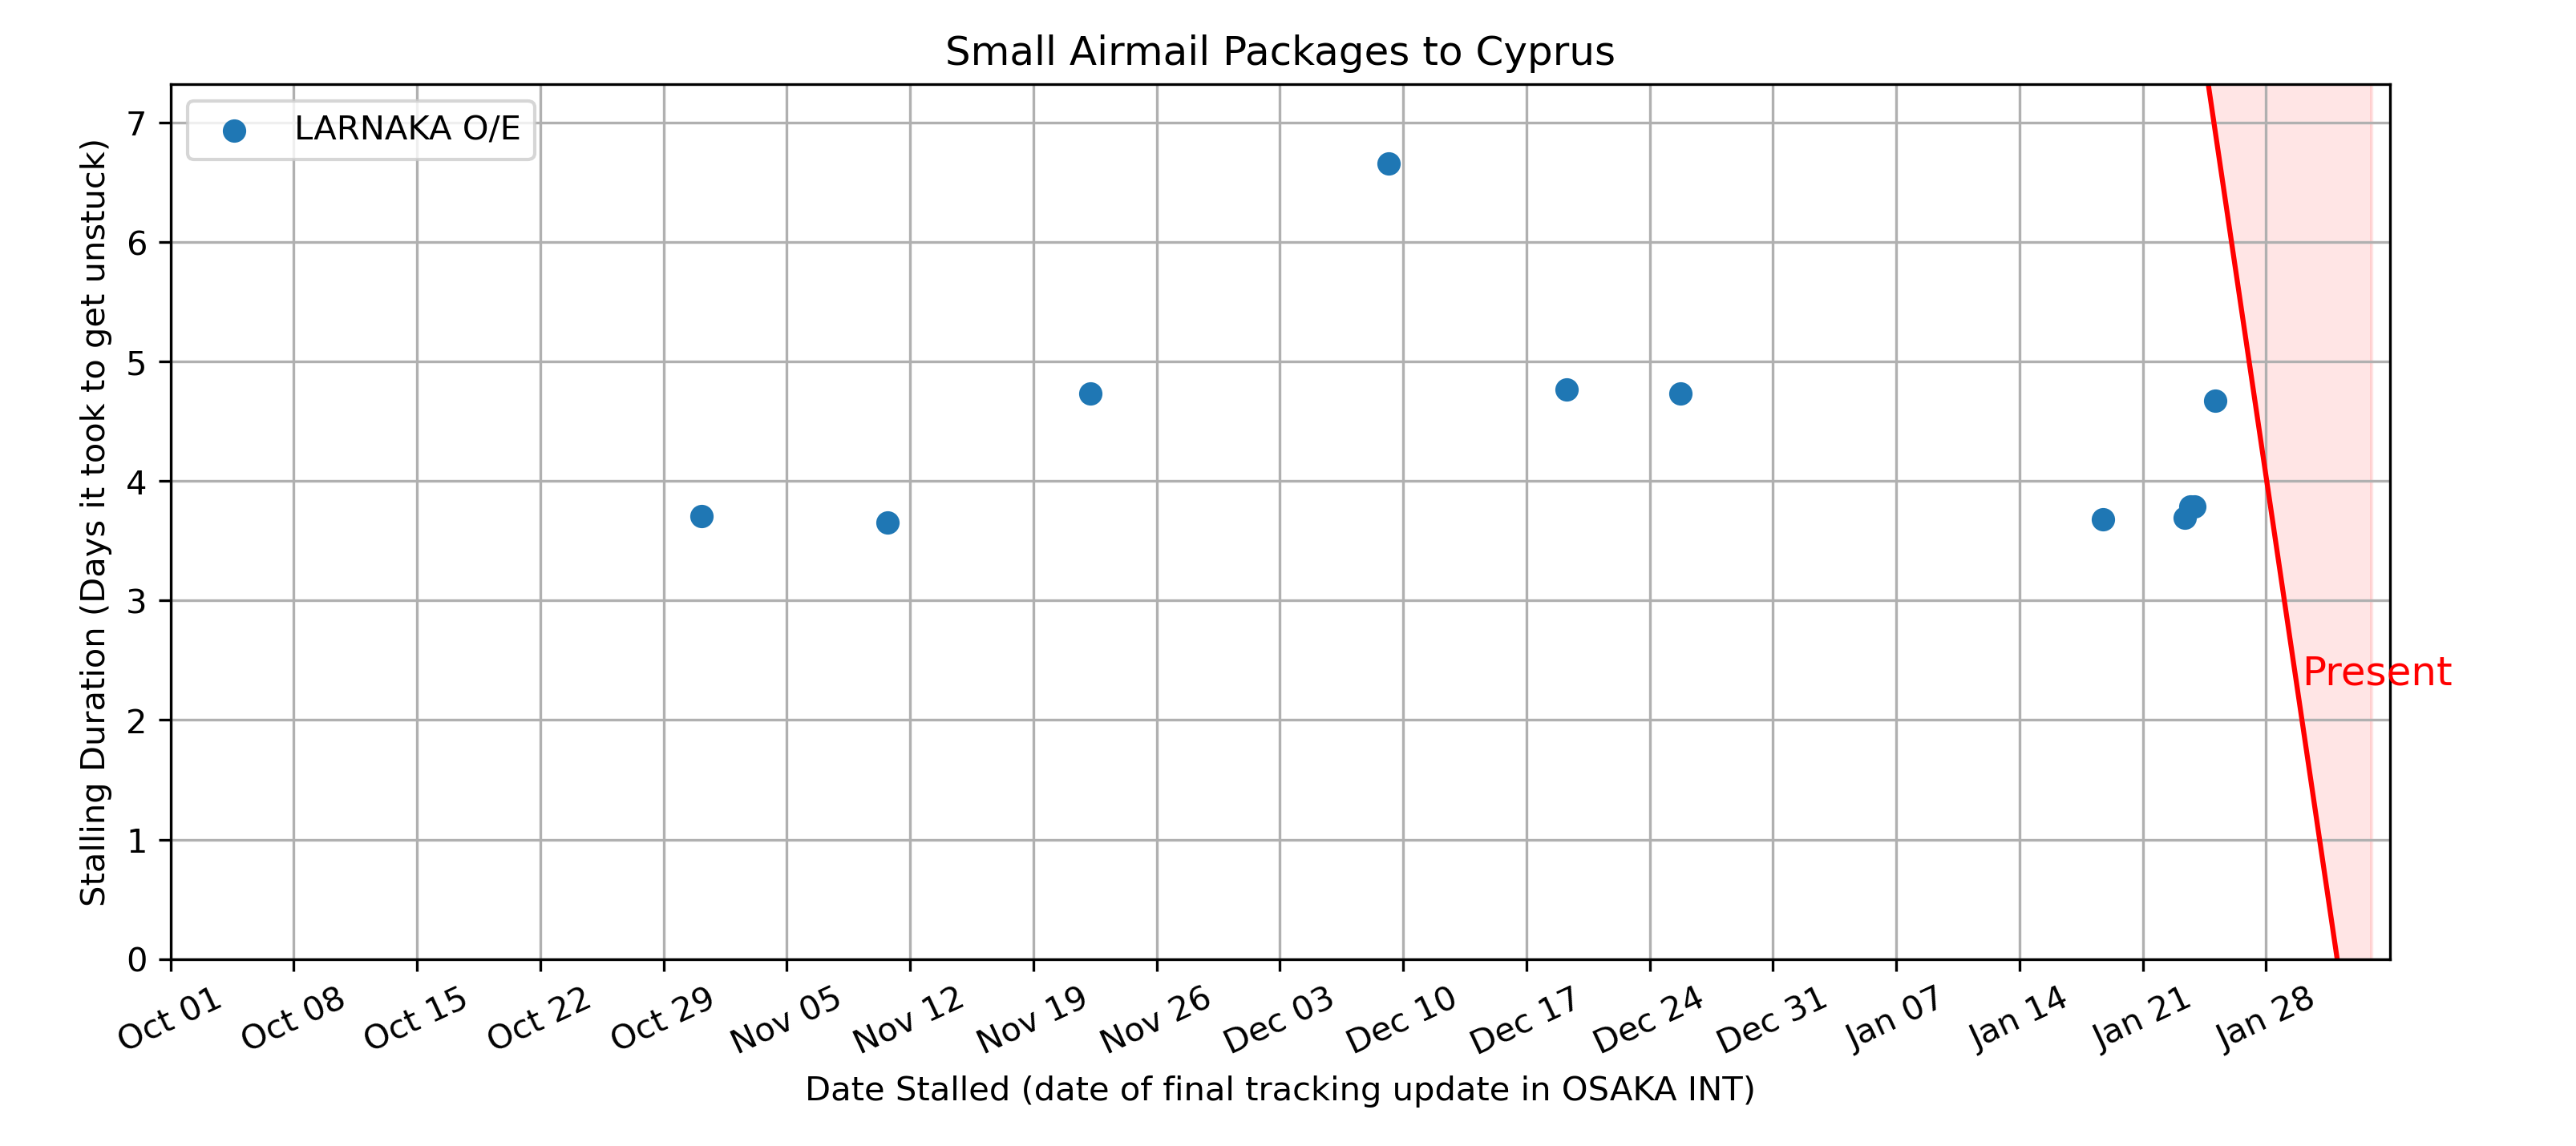 Small Airmail Packages to Cyprus
LARNAKA O/E
Stalling Duration (Days it took to get unstuck)
7
6
5
4
3
2
1
0
Present
Oct 01
Oct 08
Oct 15
Oct 22
Oct 29
Nov 05
Nov 12
Nov 19
Nov 26
Dec 03
Dec 10
Dec 17
Dec 24
Dec 31
Jan 07
Jan 14
Jan 21
Jan 28
Date Stalled (date of final tracking update in OSAKA INT)